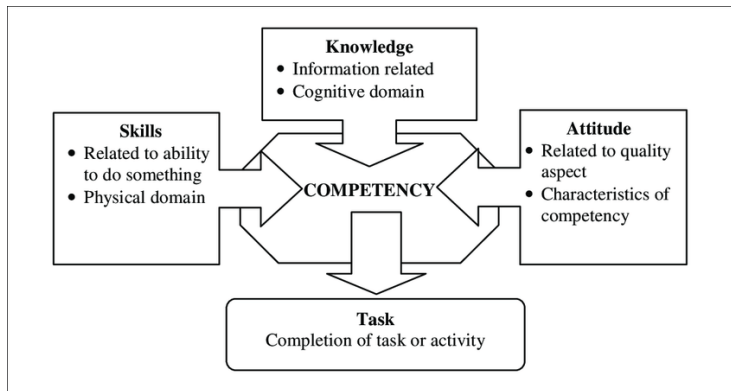 Knowledge
• Information related
• Cognitive domain
Skills
• Related to ability
to do something
• Physical domain
Attitude
• Related to quality
aspect
• Characteristics of
competency
COMPETENCY
Task
Completion of task or activity